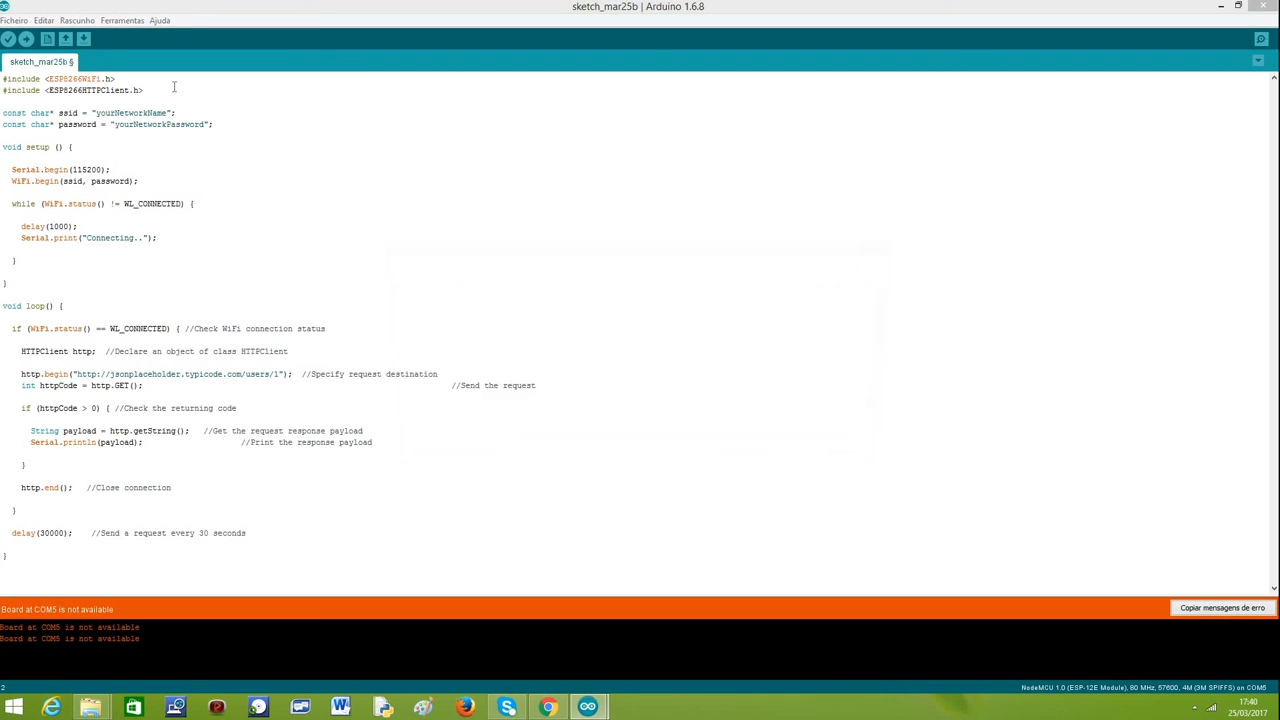 sketch_mar25b | Arduino 1.6.8
Ficheiro Editar Rascunho Ferramentas Ajuda
sketch_mar25b §
#include <ESP8266WiFi.h>
#include <ESP8266HTTPClient.h>
const char* ssid = "yourNetworkName";
const char* password = "yourNetworkPassword";
void setup () {
Serial.begin(115200);
WiFi.begin(ssid, password);
while (WiFi.status() != WL_CONNECTED) {
delay(1000);
Serial.print("Connecting..");
}
}
void loop() {
if (WiFi.status() == WL_CONNECTED) { //Check WiFi connection status
HTTPClient http;  //Declare an object of class HTTPClient
http.begin("http://jsonplaceholder.typicode.com/users/1");  //Specify request destination
int httpCode = http.GET();                                                                  //Send the request
if (httpCode > 0) { //Check the returning code
String payload = http.getString();   //Get the request response payload
Serial.println(payload);                     //Print the response payload
}
http.end();   //Close connection
}
delay(30000);    //Send a request every 30 seconds
}
Board at COM5 is not available
Copiar mensagens de erro
Board at COM5 is not available
Board at COM5 is not available
2
NodeMCU 1.0 (ESP-12E Module), 80 MHz, 57600, 4M (3M SPIFFS) on COM5
17:40
25/03/2017